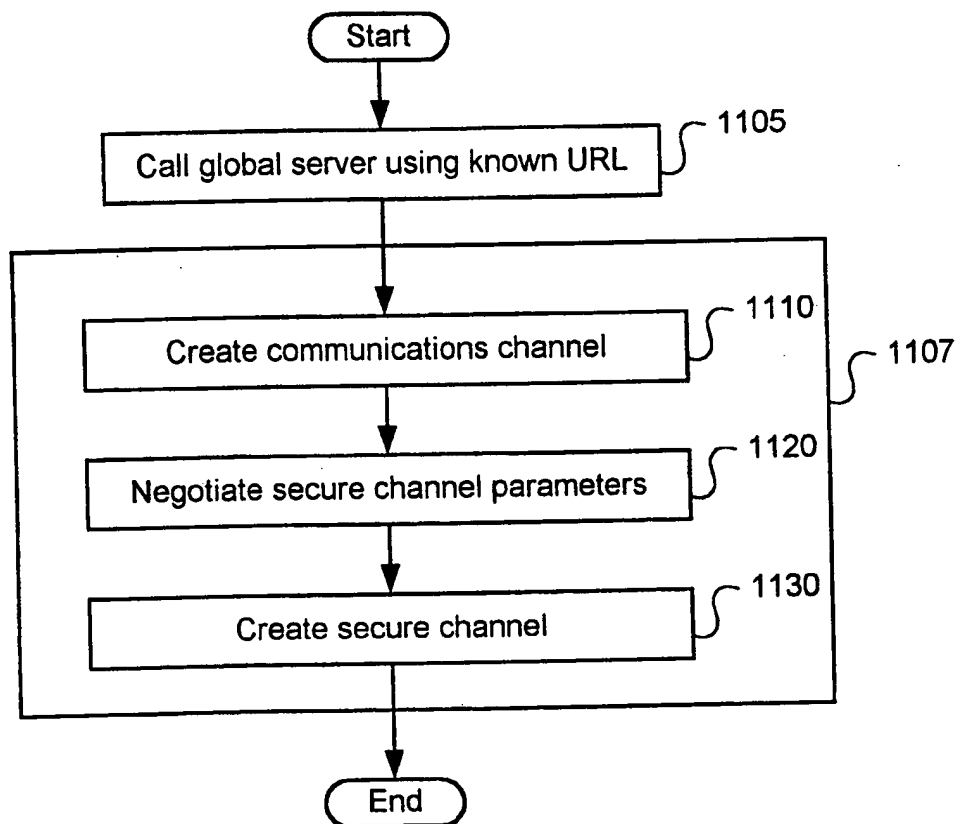 Start
Call global server using known URL
1105
Create communications channel
1110
1107
Negotiate secure channel parameters
1120
Create secure channel
1130
End